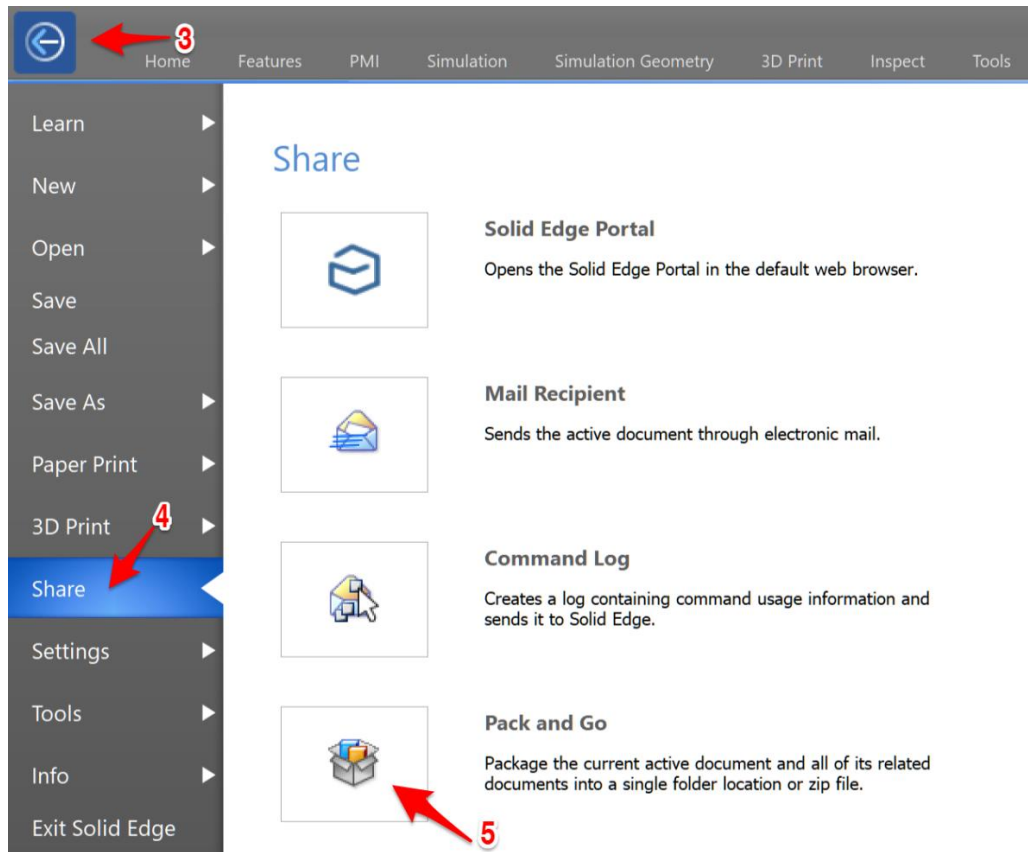 3
Home Features PMI Simulation Simulation Geometry 3D Print Inspect Tools
Learn
New
Open
Save
Save All
Save As
Paper Print
3D Print
4
Share
Settings
Tools
Info
Exit Solid Edge
Share
Solid Edge Portal
Opens the Solid Edge Portal in the default web browser.
Mail Recipient
Sends the active document through electronic mail.
Command Log
Creates a log containing command usage information and
sends it to Solid Edge.
Pack and Go
Package the current active document and all of its related
documents into a single folder location or zip file.
5